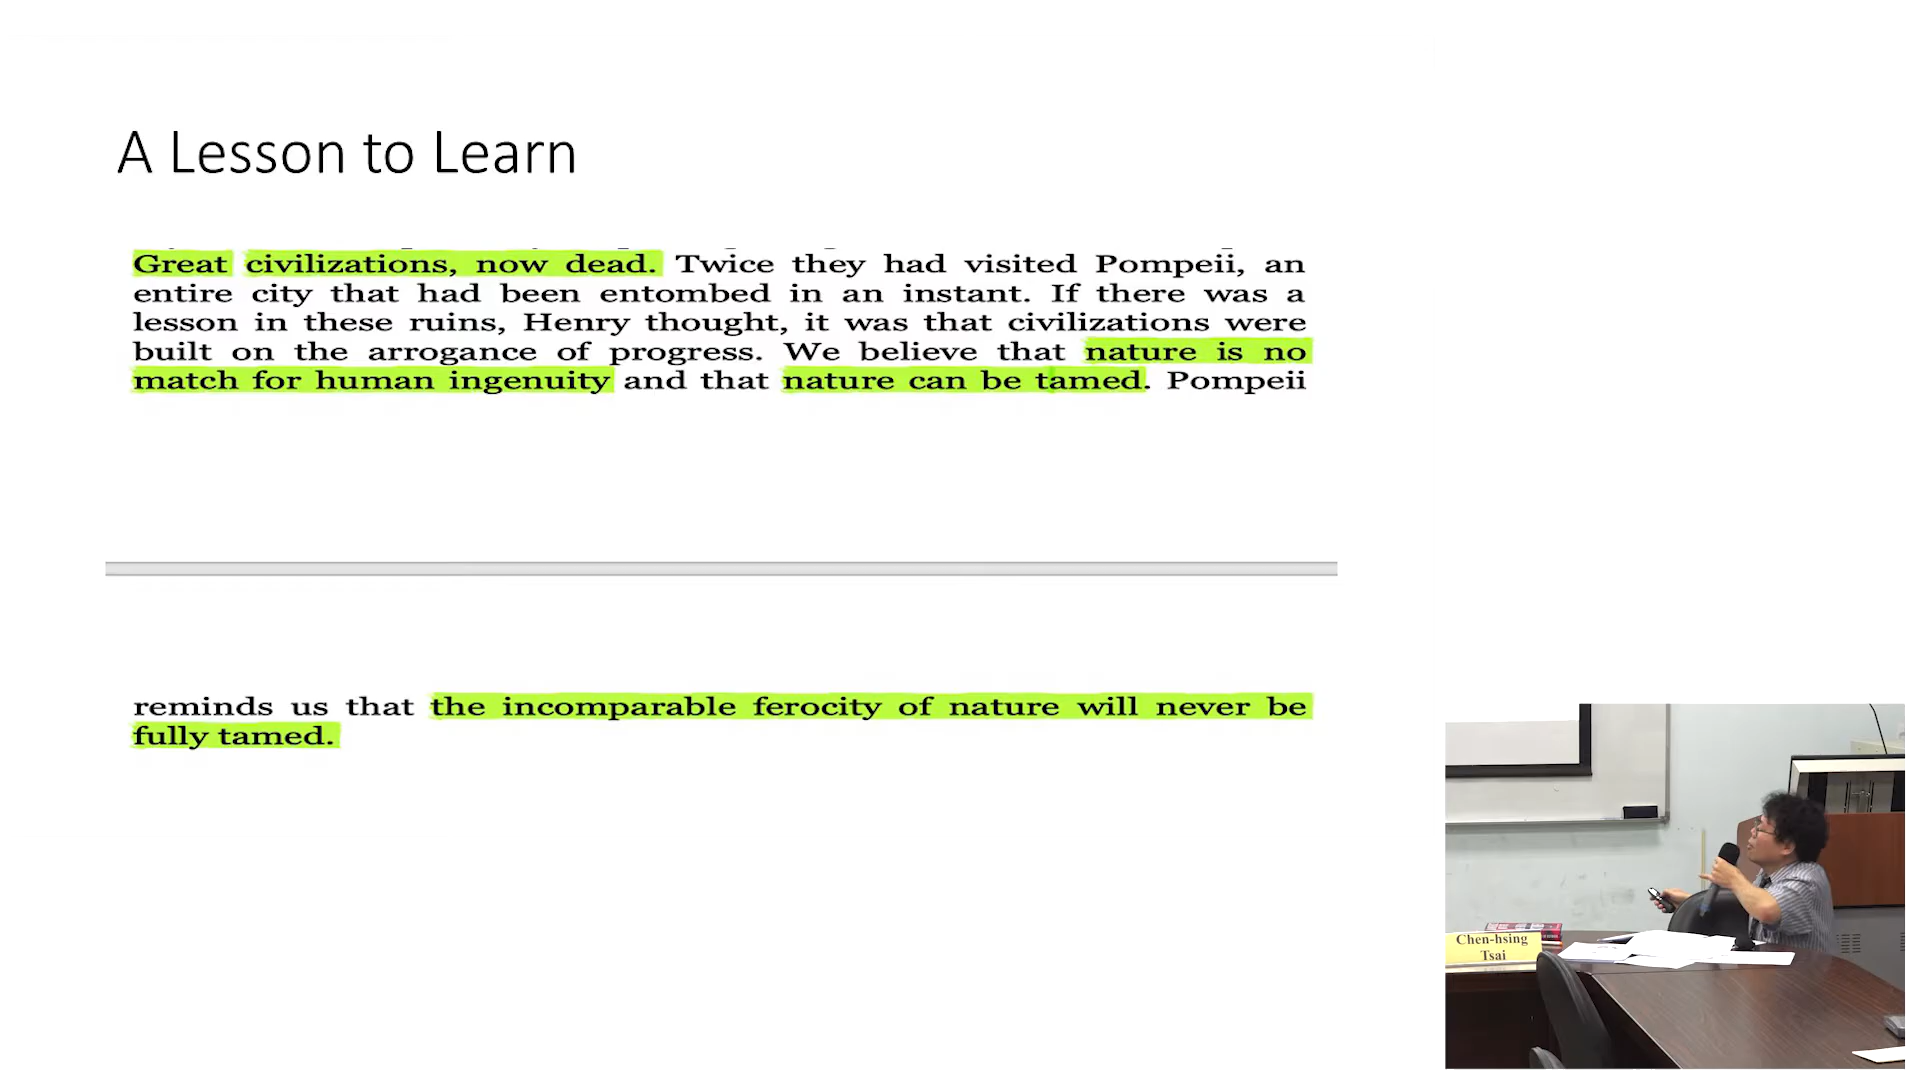 A Lesson to Learn
Great civilizations, now dead. Twice they had visited Pompeii, an
entire city that had been entombed in an instant. If there was a
lesson in these ruins, Henry thought, it was that civilizations were
built on the arrogance of progress. We believe that nature is no
match for human ingenuity and that nature can be tamed. Pompeii
reminds us that the incomparable ferocity of nature will never be
fully tamed.
Chen-hsing
Tsai